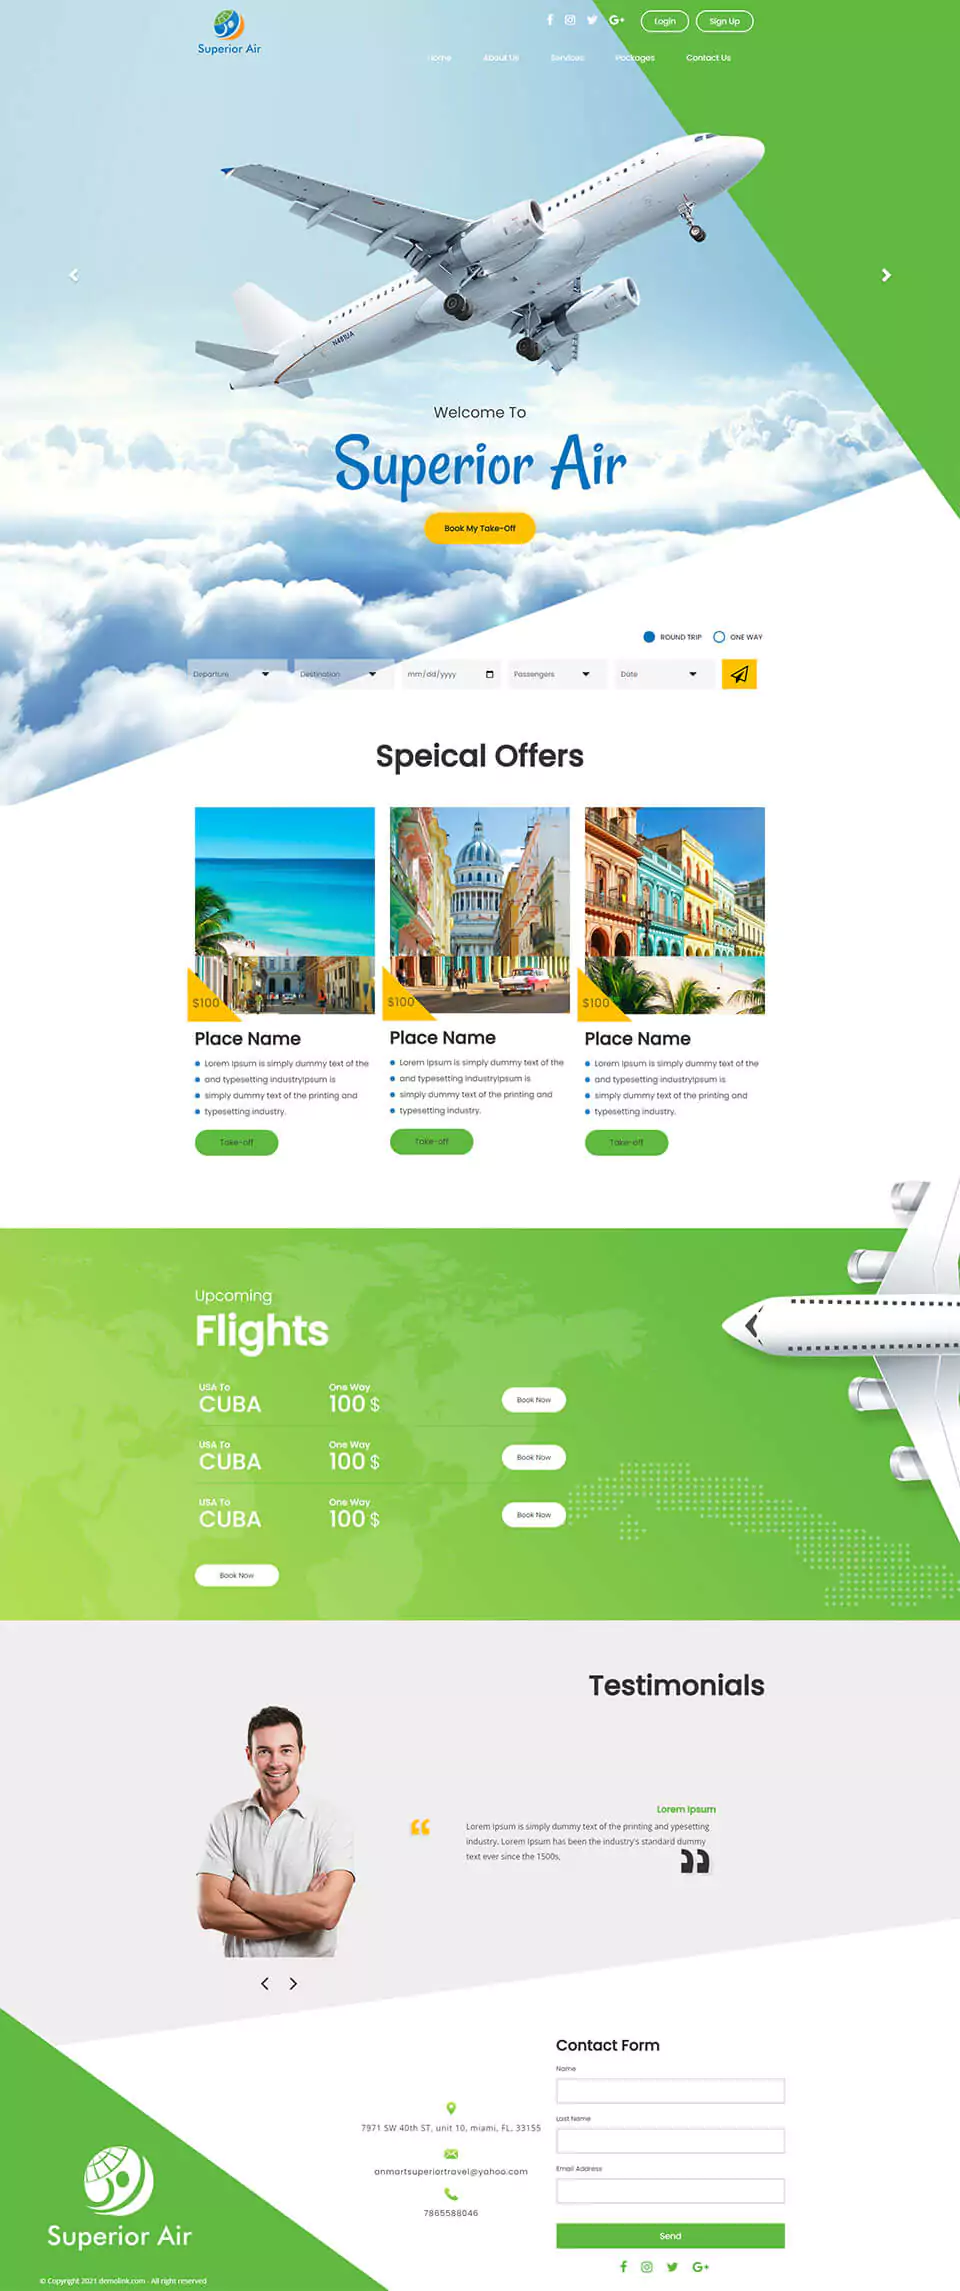 Superior Air
Login
Sign Up
Home
About Us
Services
Packages
Contact Us
N491UA
Welcome To
Superior Air
Book My Take-Off
ROUND TRIP
ONE WAY
Departure
Destination
mm/dd/yyyy
Passengers
Date
Speical Offers
$100
Place Name
Lorem Ipsum is simply dummy text of the
and typesetting industryIpsum is
simply dummy text of the printing and
typesetting industry.
Take-off
$100
Place Name
Lorem Ipsum is simply dummy text of the
and typesetting industryIpsum is
simply dummy text of the printing and
typesetting industry.
Take-off
$100
Place Name
Lorem Ipsum is simply dummy text of the
and typesetting industryIpsum is
simply dummy text of the printing and
typesetting industry.
Take-off
Upcoming
Flights
USA To
CUBA
One Way
100 $
Book Now
USA To
CUBA
One Way
100 $
Book Now
USA To
CUBA
One Way
100 $
Book Now
Book Now
Testimonials
Lorem Ipsum
“
Lorem Ipsum is simply dummy text of the printing and ypesetting
industry. Lorem Ipsum has been the industry's standard dummy
text ever since the 1500s,
”
7971 SW 40th ST, unit 10, miami, FL, 33155
anmartsuperiortravel@yahoo.com
7865588046
Contact Form
Name
Last Name
Email Address
Send
Superior Air
© Copyright 2021 demolink.com - All right reserved